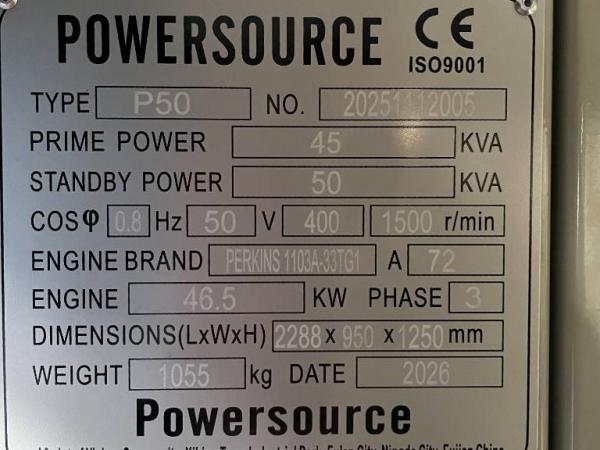 POWERSOURCE CE
ISO9001
TYPE P50 NO. 20251112005
PRIME POWER 45 KVA
STANDBY POWER 50 KVA
COSφ 0.8 Hz 50 V 400 1500 r/min
ENGINE BRAND PERKINS 1103A-33TG1 A 72
ENGINE 46.5 KW PHASE 3
DIMENSIONS(LxWxH) 2288 x 950 x 1250 mm
WEIGHT 1055 kg DATE 2026
Powersource